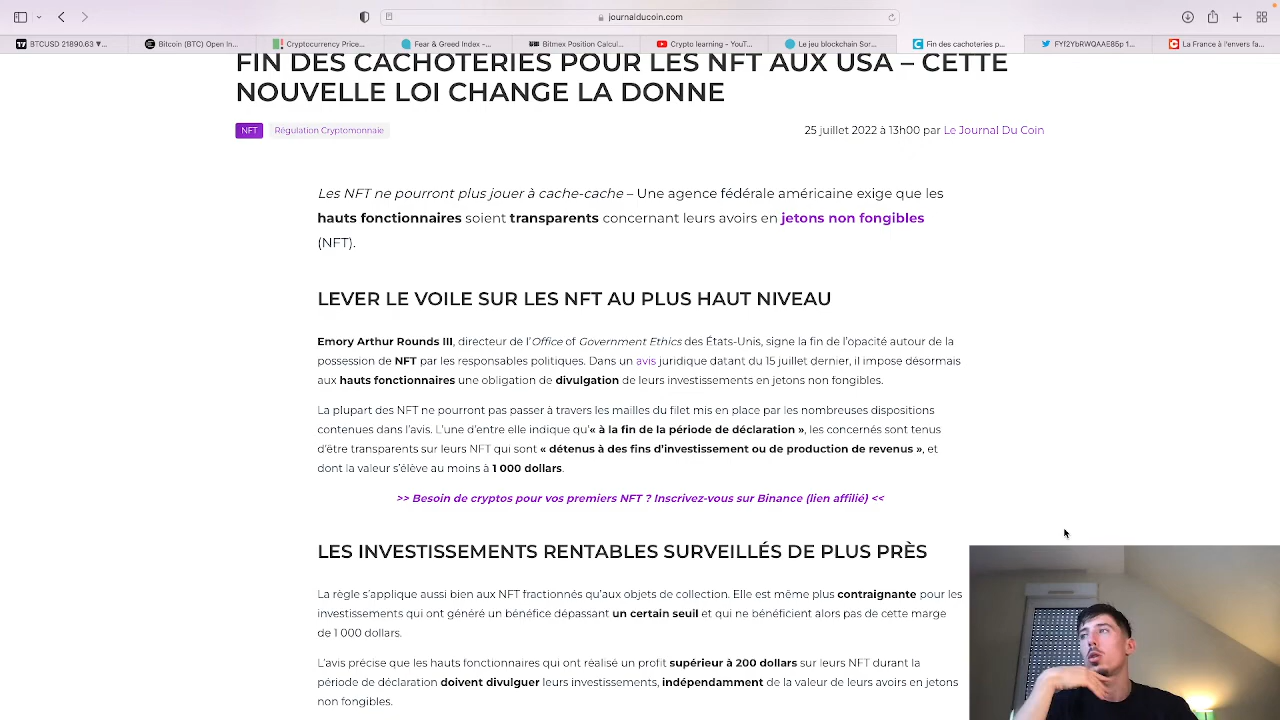 journalducoin.com
BTCUSD 21890.63 ▼...
Bitcoin (BTC) Open In...
Cryptocurrency Price...
Fear & Greed Index -...
Bitmex Position Calcul...
Crypto learning - YouT...
Le jeu blockchain Sor...
Fin des cachoteries p...
FYf2YbRWQAAE85p 1...
La France à l'envers fa...
FIN DES CACHOTERIES POUR LES NFT AUX USA – CETTE
NOUVELLE LOI CHANGE LA DONNE
NFT Régulation Cryptomonnaie
25 juillet 2022 à 13h00 par Le Journal Du Coin
Les NFT ne pourront plus jouer à cache-cache – Une agence fédérale américaine exige que les
hauts fonctionnaires soient transparents concernant leurs avoirs en jetons non fongibles
(NFT).
LEVER LE VOILE SUR LES NFT AU PLUS HAUT NIVEAU
Emory Arthur Rounds III, directeur de l'Office of Government Ethics des États-Unis, signe la fin de l'opacité autour de la
possession de NFT par les responsables politiques. Dans un avis juridique datant du 15 juillet dernier, il impose désormais
aux hauts fonctionnaires une obligation de divulgation de leurs investissements en jetons non fongibles.
La plupart des NFT ne pourront pas passer à travers les mailles du filet mis en place par les nombreuses dispositions
contenues dans l'avis. L'une d'entre elle indique qu'« à la fin de la période de déclaration », les concernés sont tenus
d'être transparents sur leurs NFT qui sont « détenus à des fins d'investissement ou de production de revenus », et
dont la valeur s'élève au moins à 1 000 dollars.
>> Besoin de cryptos pour vos premiers NFT ? Inscrivez-vous sur Binance (lien affilié) <<
LES INVESTISSEMENTS RENTABLES SURVEILLÉS DE PLUS PRÈS
La règle s'applique aussi bien aux NFT fractionnés qu'aux objets de collection. Elle est même plus contraignante pour les
investissements qui ont généré un bénéfice dépassant un certain seuil et qui ne bénéficient alors pas de cette marge
de 1 000 dollars.
L'avis précise que les hauts fonctionnaires qui ont réalisé un profit supérieur à 200 dollars sur leurs NFT durant la
période de déclaration doivent divulguer leurs investissements, indépendamment de la valeur de leurs avoirs en jetons
non fongibles.